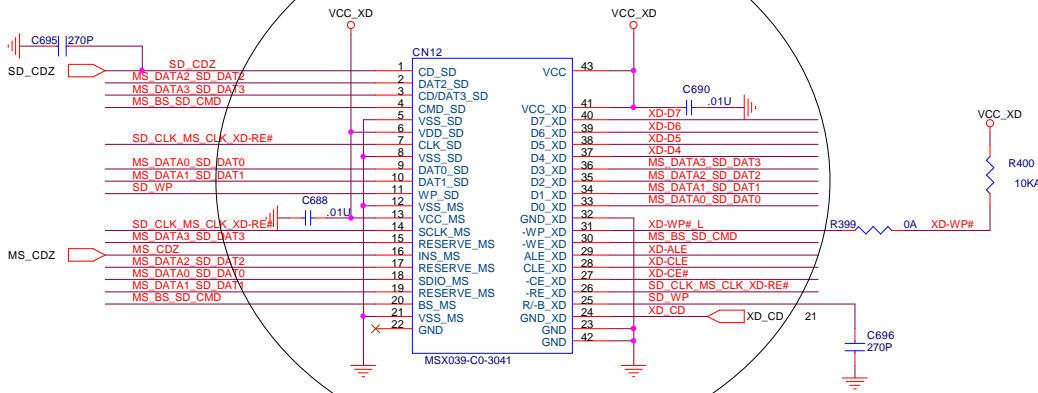 VCC_XD
VCC_XD
C695 270P
CN12
SD_CDZ
SD_CDZ 1 CD_SD VCC 43
MS_DATA2_SD_DAT2 2 DAT2_SD
MS_DATA3_SD_DAT3 3 CD/DAT3_SD
MS_BS_SD_CMD 4 CMD_SD
5 VSS_SD
6 VDD_SD
SD_CLK_MS_CLK_XD-RE# 7 CLK_SD
8 VSS_SD
MS_DATA0_SD_DAT0 9 DAT0_SD
MS_DATA1_SD_DAT1 10 DAT1_SD
SD_WP 11 WP_SD
12 VSS_MS
13 VCC_MS
SD_CLK_MS_CLK_XD-RE# 14 SCLK_MS
MS_DATA3_SD_DAT3 15 RESERVE_MS
MS_CDZ
MS_CDZ 16 INS_MS
MS_DATA2_SD_DAT2 17 RESERVE_MS
MS_DATA0_SD_DAT0 18 SDIO_MS
MS_DATA1_SD_DAT1 19 RESERVE_MS
MS_BS_SD_CMD 20 BS_MS
21 VSS_MS
22 GND
C688
.01U
C690
.01U
VCC_XD 41
D7_XD 40 XD-D7
D6_XD 39 XD-D6
D5_XD 38 XD-D5
D4_XD 37 XD-D4
D3_XD 36 MS_DATA3_SD_DAT3
D2_XD 35 MS_DATA2_SD_DAT2
D1_XD 34 MS_DATA1_SD_DAT1
D0_XD 33 MS_DATA0_SD_DAT0
GND_XD 32
-WP_XD 31 XD-WP#_L
-WE_XD 30 MS_BS_SD_CMD
ALE_XD 29 XD-ALE
CLE_XD 28 XD-CLE
-CE_XD 27 XD-CE#
-RE_XD 26 SD_CLK_MS_CLK_XD-RE#
R/-B_XD 25 SD_WP
GND_XD 24 XD_CD
GND 23
GND 42
XD_CD 21
MSX039-C0-3041
VCC_XD
R400
10KA
R399 0A XD-WP#
C696
270P